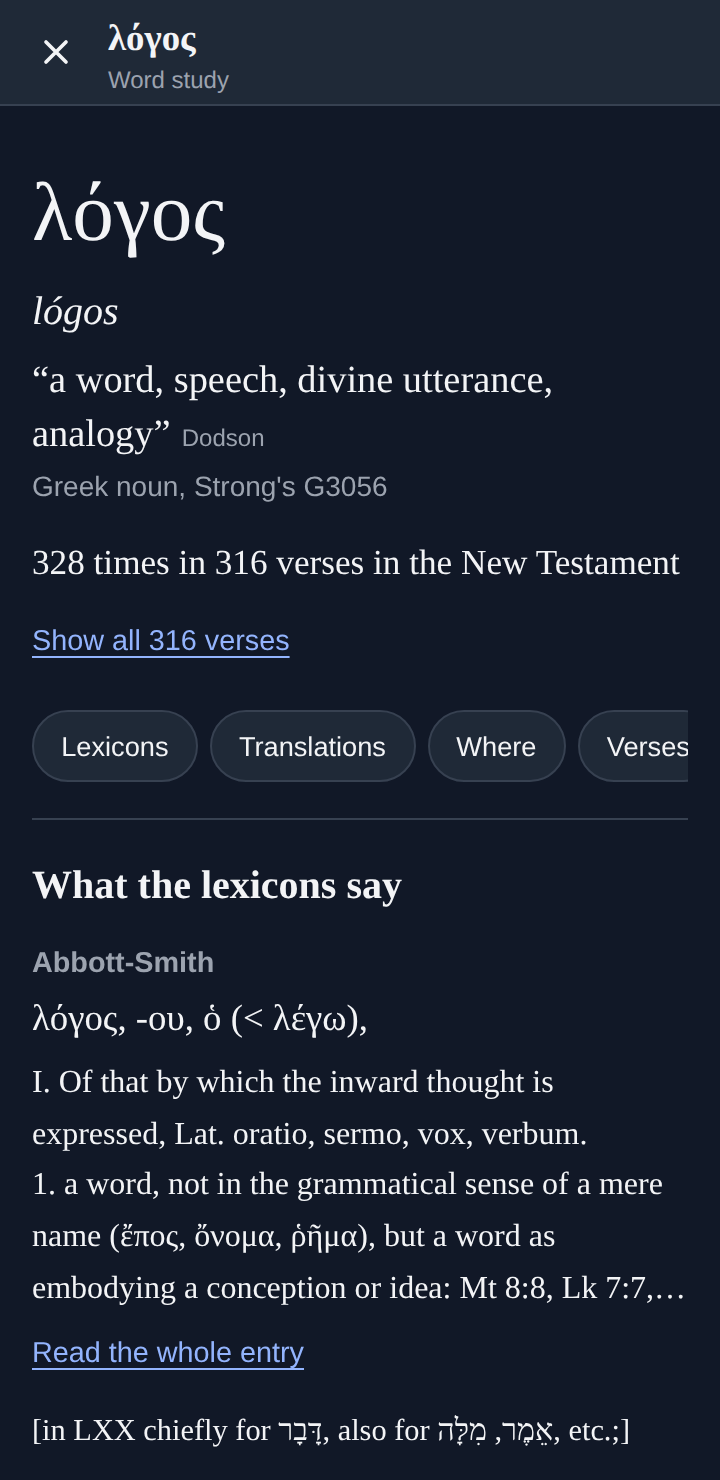 λόγος
Word study
λόγος
lógos
“a word, speech, divine utterance,
analogy” Dodson
Greek noun, Strong's G3056
328 times in 316 verses in the New Testament
Show all 316 verses
Lexicons Translations Where Verses
What the lexicons say
Abbott-Smith
λόγος, -ου, ὁ (< λέγω),
I. Of that by which the inward thought is
expressed, Lat. oratio, sermo, vox, verbum.
1. a word, not in the grammatical sense of a mere
name (ἔπος, ὄνομα, ῥῆμα), but a word as
embodying a conception or idea: Mt 8:8, Lk 7:7,…
Read the whole entry
[in LXX chiefly for דָּבָר, also for אֵמֶר, מִלָּה, etc.;]